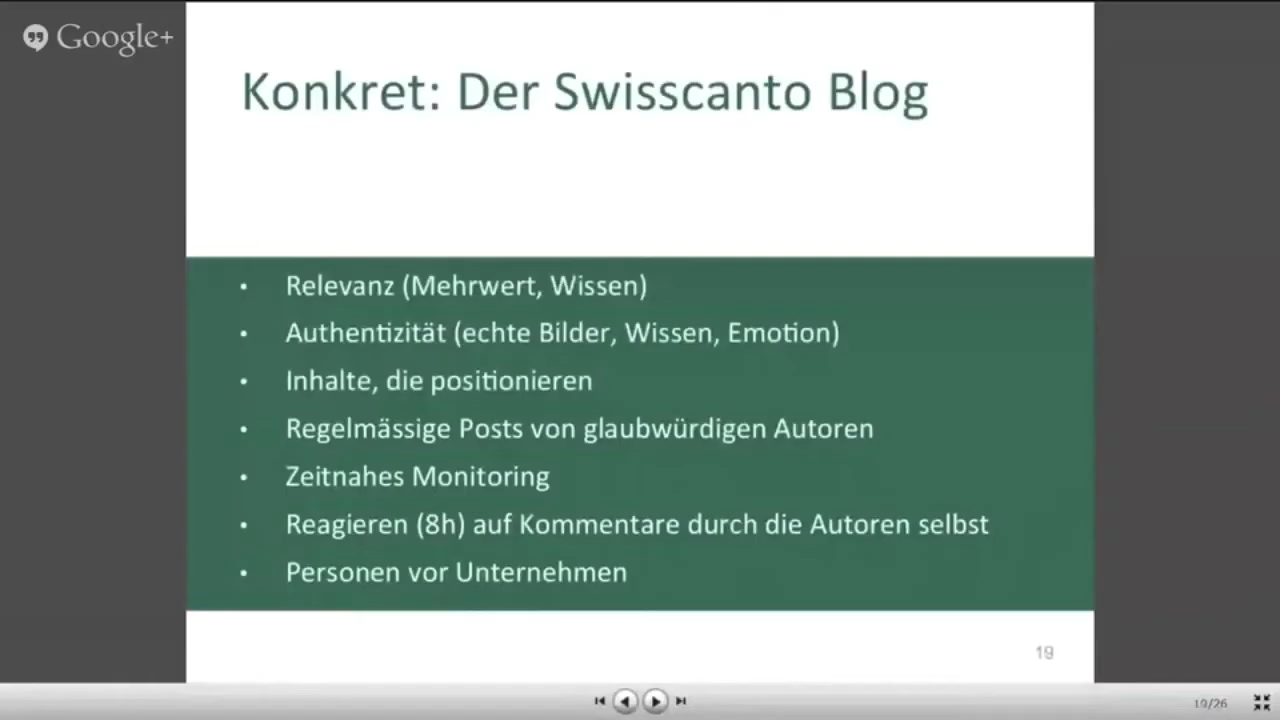 Google+
Konkret: Der Swisscanto Blog
• Relevanz (Mehrwert, Wissen)
• Authentizität (echte Bilder, Wissen, Emotion)
• Inhalte, die positionieren
• Regelmässige Posts von glaubwürdigen Autoren
• Zeitnahes Monitoring
• Reagieren (8h) auf Kommentare durch die Autoren selbst
• Personen vor Unternehmen
19
19/26